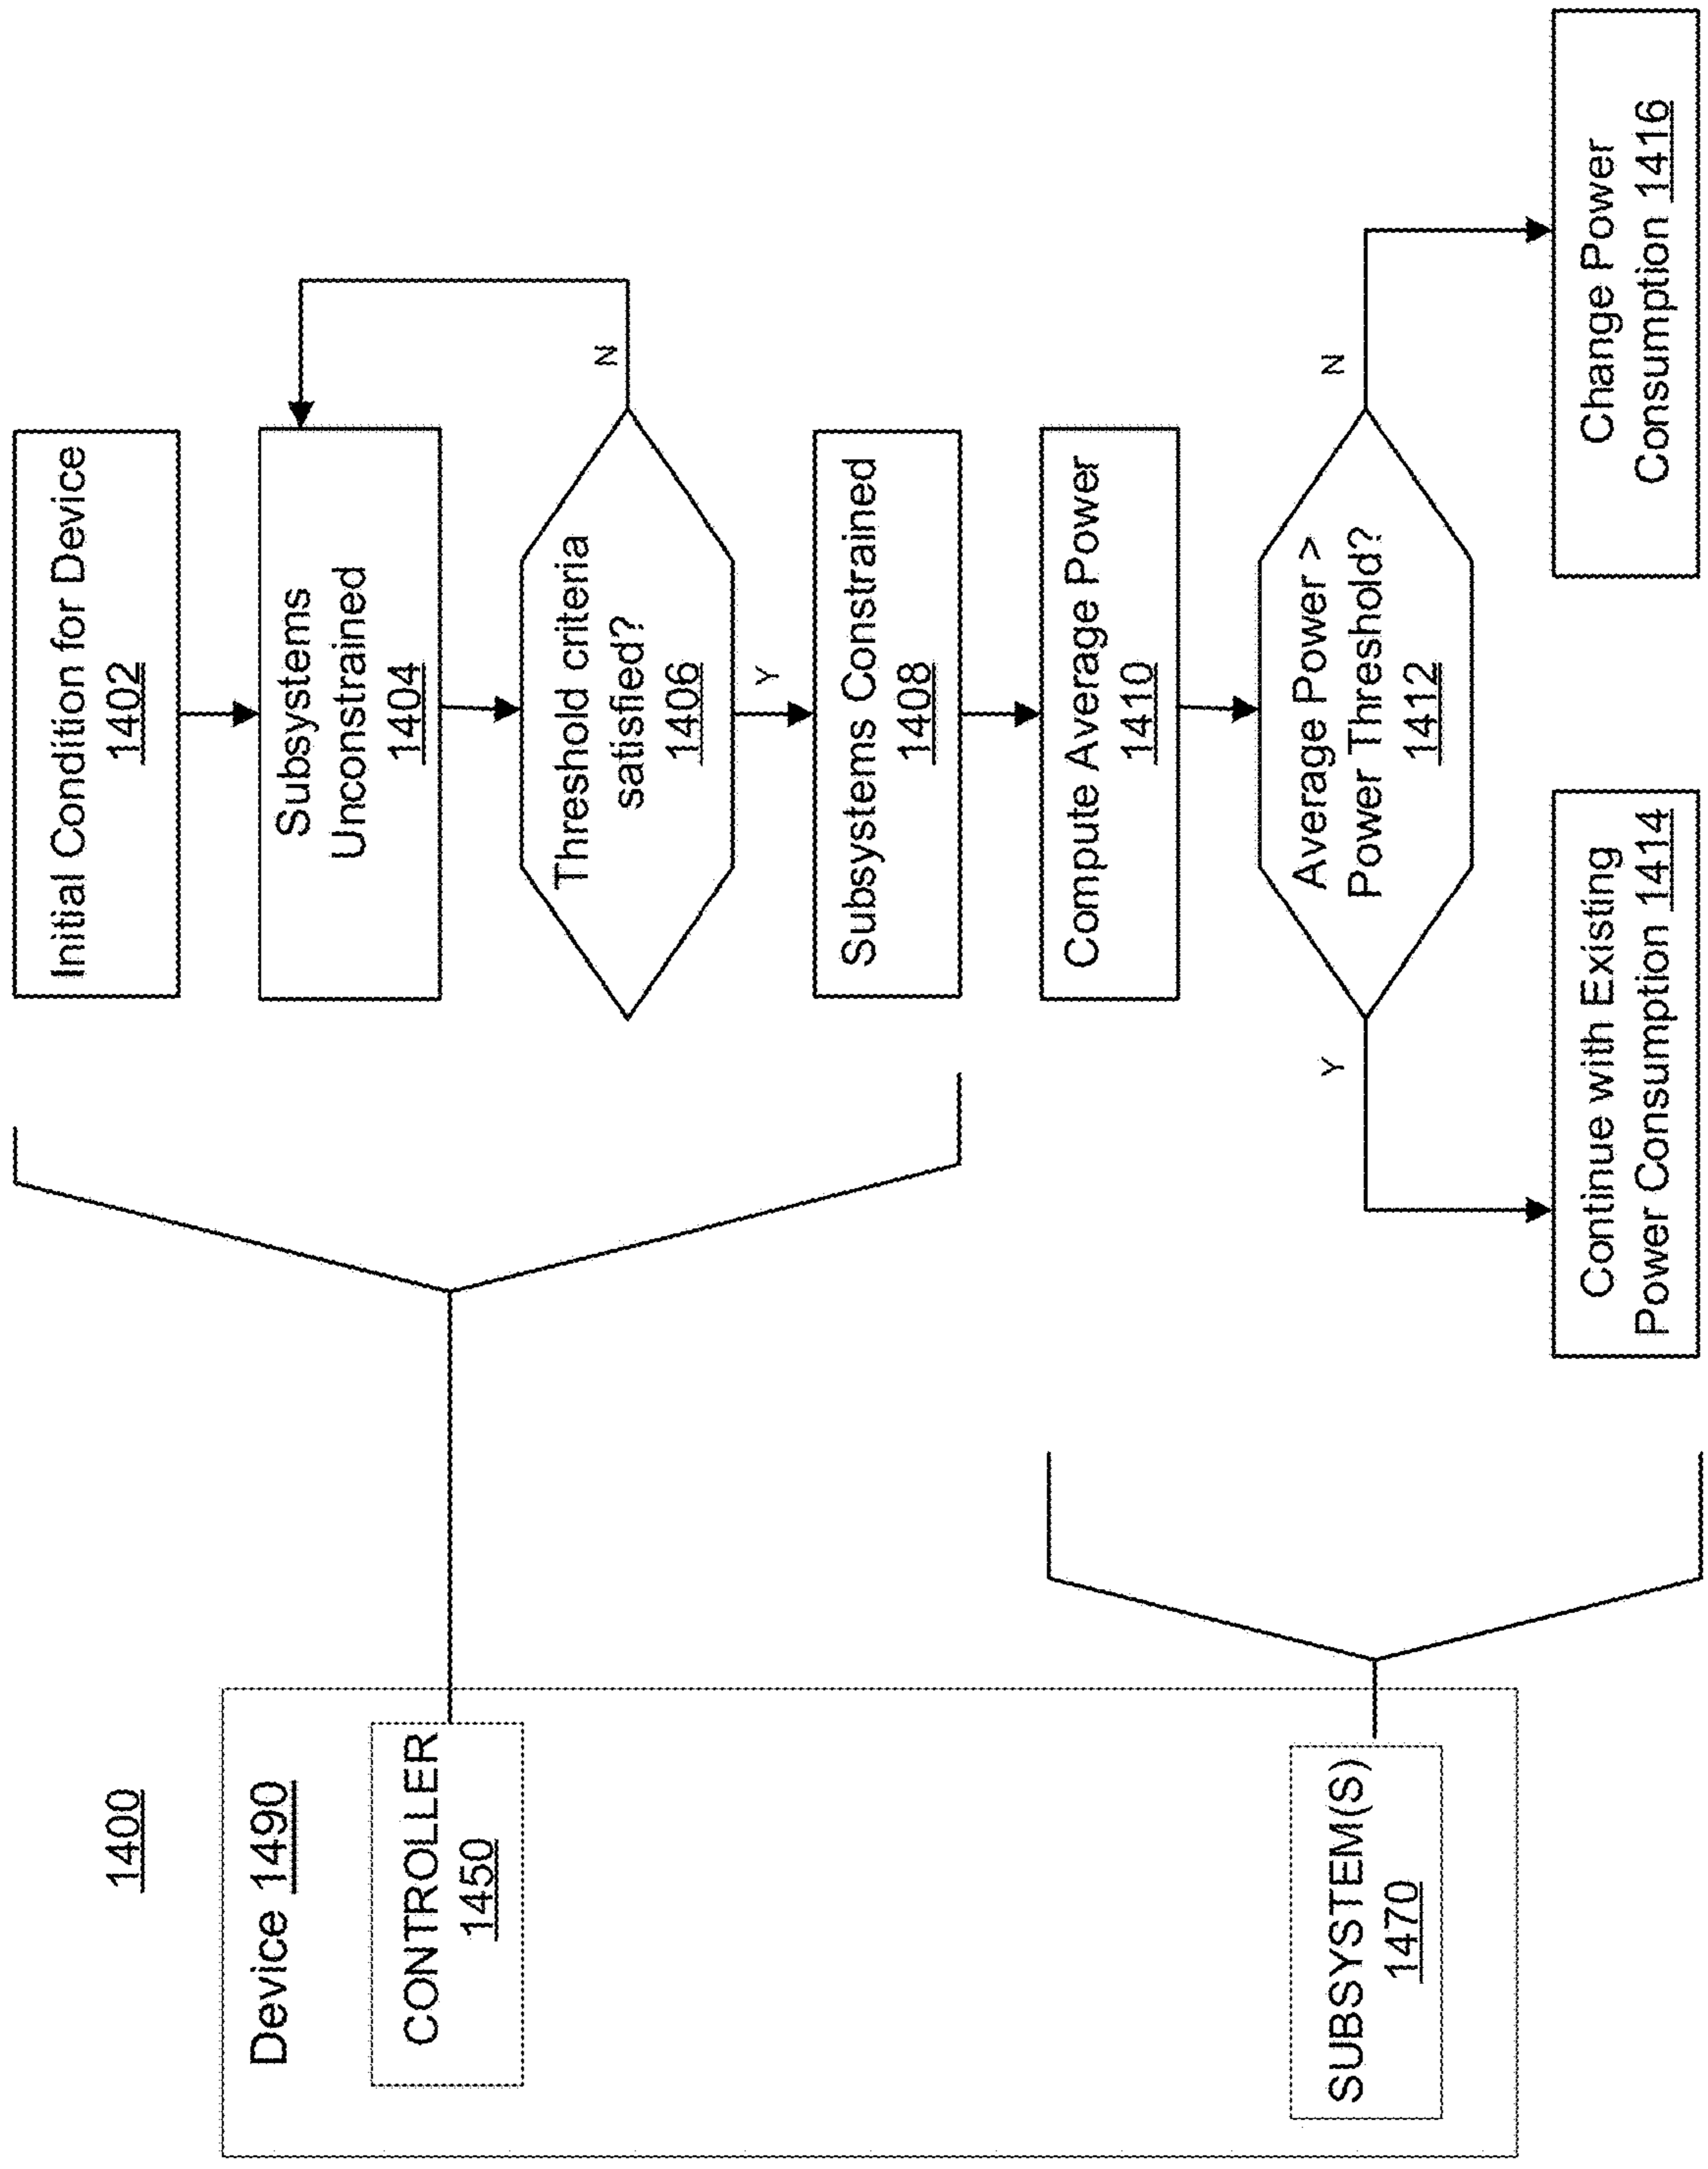 1400
Device 1490
CONTROLLER
1450
SUBSYSTEM(S)
1470
Initial Condition for Device
1402
Subsystems
Unconstrained
1404
Threshold criteria
satisfied?
1406
N
Y
Subsystems Constrained
1408
Compute Average Power
1410
Average Power >
Power Threshold?
1412
Y
N
Continue with Existing
Power Consumption 1414
Change Power
Consumption 1416